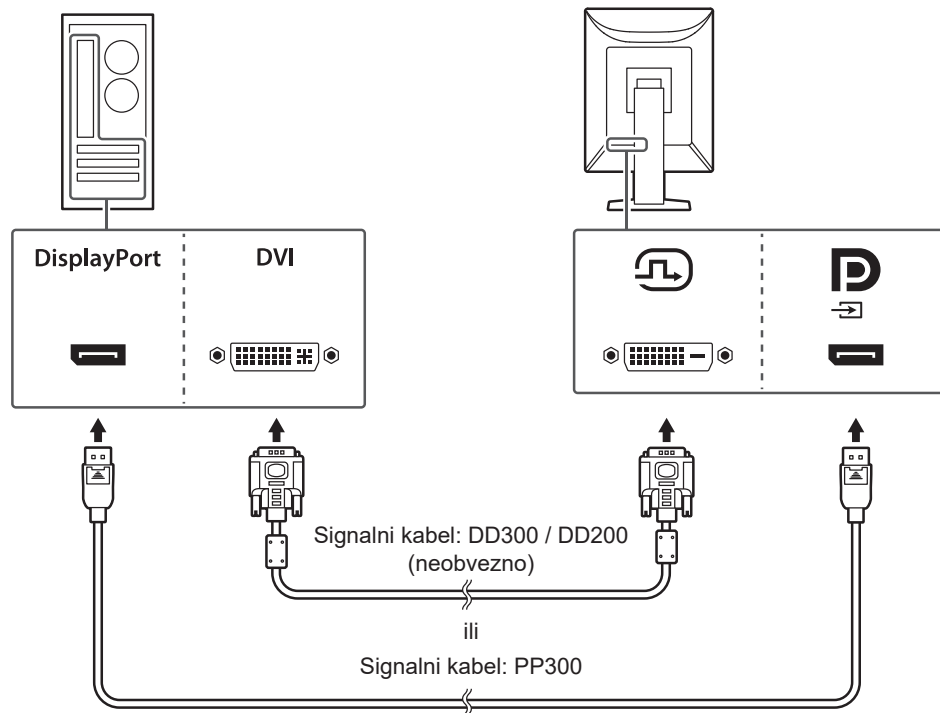 DisplayPort
DVI
Signalni kabel: DD300 / DD200
(neobvezno)
ili
Signalni kabel: PP300